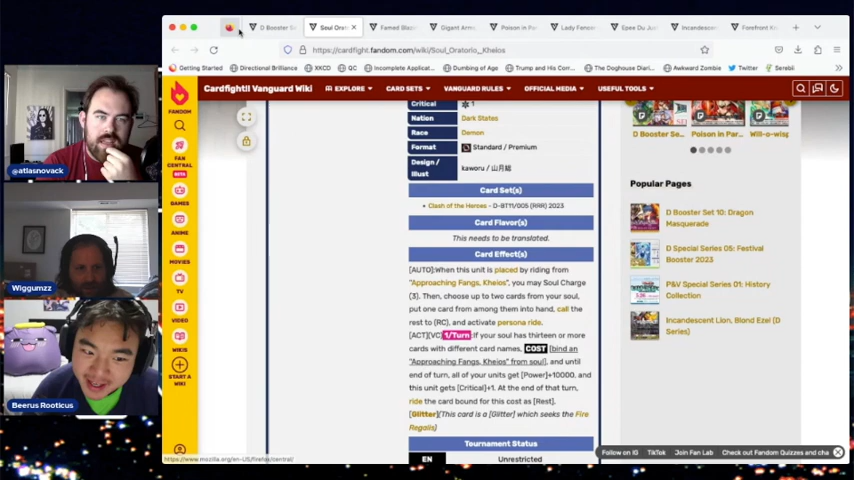 D Booster Se
Soul Orato
Famed Blaz
Gigant Arm
Poison in Par
Lady Fencin
Epee Du Jus
Incandescen
Forefront Kn
https://cardfight.fandom.com/wiki/Soul_Oratorio,_Kheios
Getting Started
Directional Brilliance
XKCD
QC
Incomplete Applicat...
Dumbing of Age
Trump and His Corr...
The Doghouse Diari...
Awkward Zombie
Twitter
Serebii
FANDOM
Cardfight!! Vanguard Wiki
EXPLORE
CARD SETS
VANGUARD RULES
OFFICIAL MEDIA
USEFUL TOOLS
FAN
CENTRAL
BETA
GAMES
ANIME
MOVIES
TV
VIDEO
WIKIS
START A
WIKI
@atlasnovack
Wiggumzz
Beerus Rooticus
Critical
1
Nation
Dark States
Race
Demon
Format
Standard / Premium
Design /
Illust
kaworu / 山月総
Card Set(s)
• Clash of the Heroes - D-BT11/005 (RRR) 2023
Card Flavor(s)
This needs to be translated.
Card Effect(s)
[AUTO]:When this unit is placed by riding from
"Approaching Fangs, Kheios", you may Soul Charge
(3). Then, choose up to two cards from your soul,
put one card from among them into hand, call the
rest to (RC), and activate persona ride.
[ACT](VC) 1/Turn: If your soul has thirteen or more
cards with different card names, COST [bind an
"Approaching Fangs, Kheios" from soul], and until
end of turn, all of your units get [Power]+10000, and
this unit gets [Critical]+1. At the end of that turn,
ride the card bound for this cost as [Rest].
[Glitter](This card is a [Glitter] which seeks the Fire
Regalis)
Tournament Status
EN
Unrestricted
D Booster Se...
Poison in Par...
Will-o-wisp
Popular Pages
D Booster Set 10: Dragon
Masquerade
D Special Series 05: Festival
Booster 2023
P&V Special Series 01: History
Collection
Incandescent Lion, Blond Ezel (D
Series)
Follow on IG
TikTok
Join Fan Lab
Check out Fandom Quizzes and cha
https://www.mozilla.org/en-US/firefox/central/